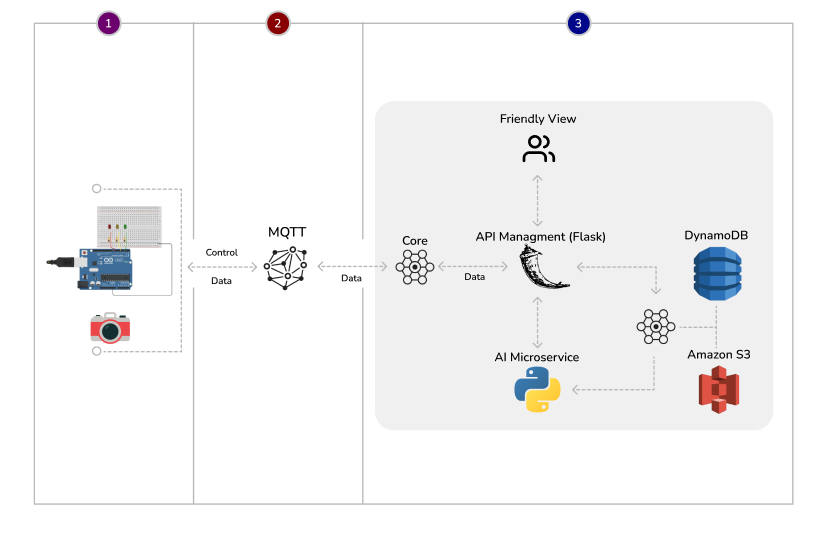 1
2
3
Friendly View
MQTT
Control
Data
Data
Core
Data
API Managment (Flask)
DynamoDB
AI Microservice
Amazon S3